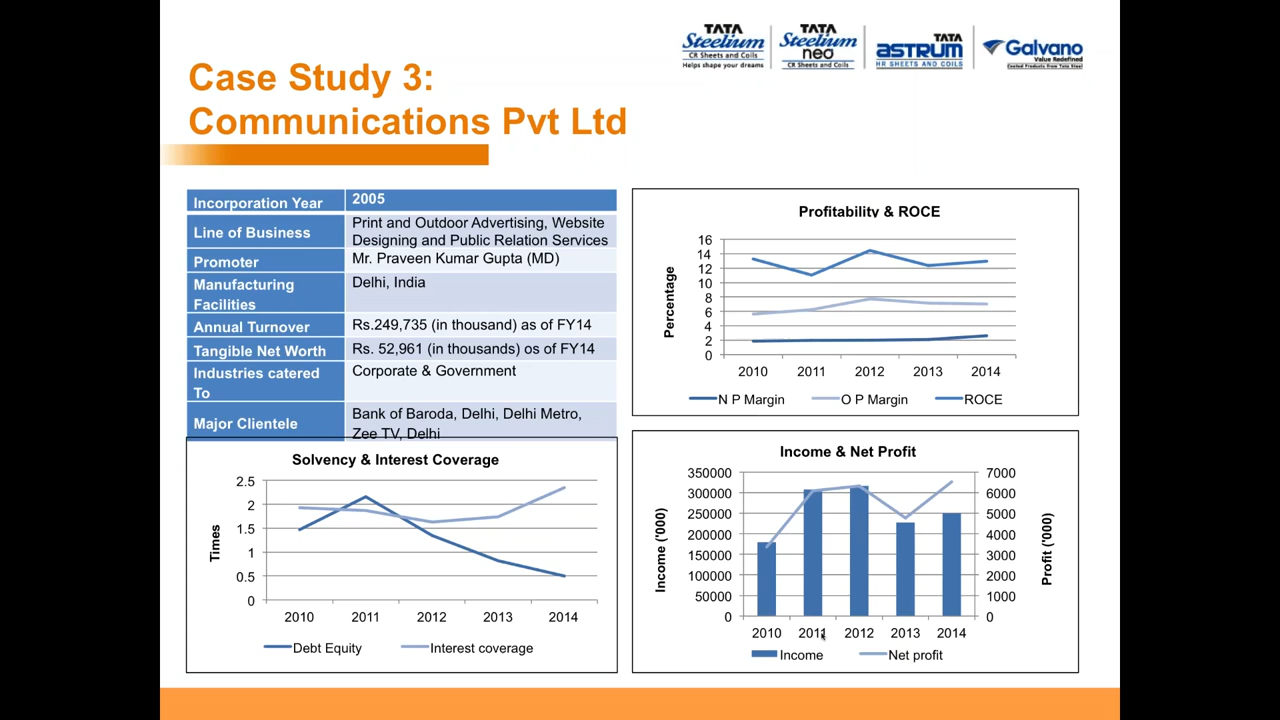 TATA
Steelium
CR Sheets and Coils
Helps shape your dreams
TATA
Steelium
neo
CR Sheets and Coils
TATA
ASTRUM
HR SHEETS AND COILS
Galvano
Value Redefined
Coated Products from Tata Steel
Case Study 3:
Communications Pvt Ltd
Incorporation Year 2005
Line of Business Print and Outdoor Advertising, Website
Designing and Public Relation Services
Promoter Mr. Praveen Kumar Gupta (MD)
Manufacturing Delhi, India
Facilities
Annual Turnover Rs.249,735 (in thousand) as of FY14
Tangible Net Worth Rs. 52,961 (in thousands) os of FY14
Industries catered Corporate & Government
To
Major Clientele Bank of Baroda, Delhi, Delhi Metro,
Zee TV, Delhi
Profitability & ROCE
Percentage
16
14
12
10
8
6
4
2
0
2010 2011 2012 2013 2014
N P Margin O P Margin ROCE
Solvency & Interest Coverage
Times
2.5
2
1.5
1
0.5
0
2010 2011 2012 2013 2014
Debt Equity Interest coverage
Income & Net Profit
Income ('000)
350000 7000
300000 6000
250000 5000
200000 4000
150000 3000
100000 2000
50000 1000
0 0
Profit ('000)
2010 2011 2012 2013 2014
Income Net profit